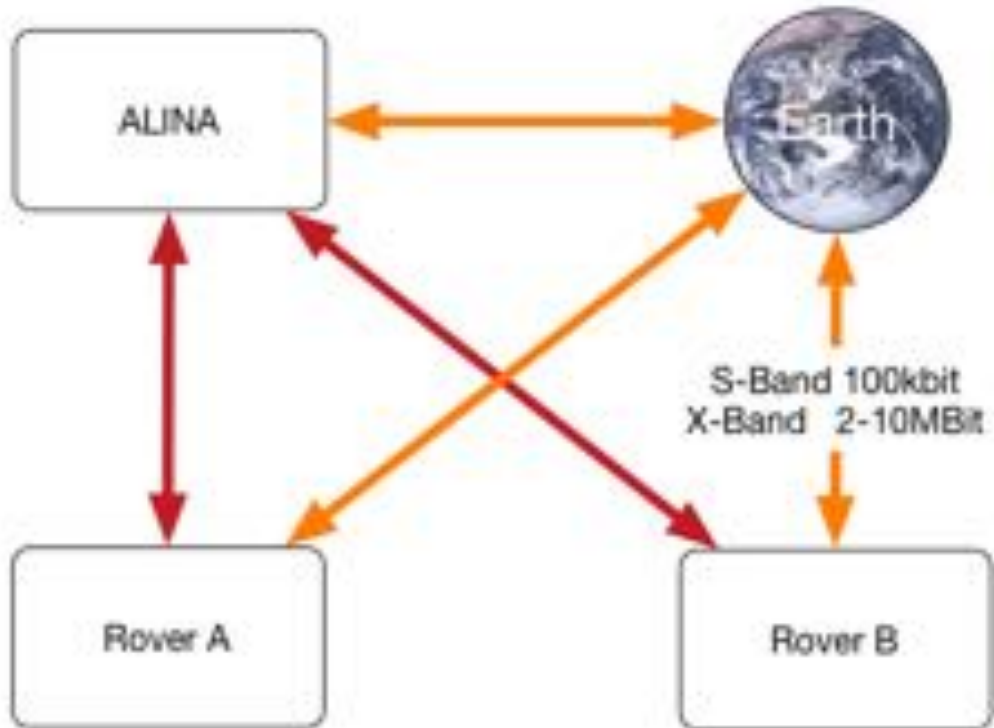 ALINA
Earth
S-Band 100kbit
X-Band 2-10MBit
Rover A
Rover B